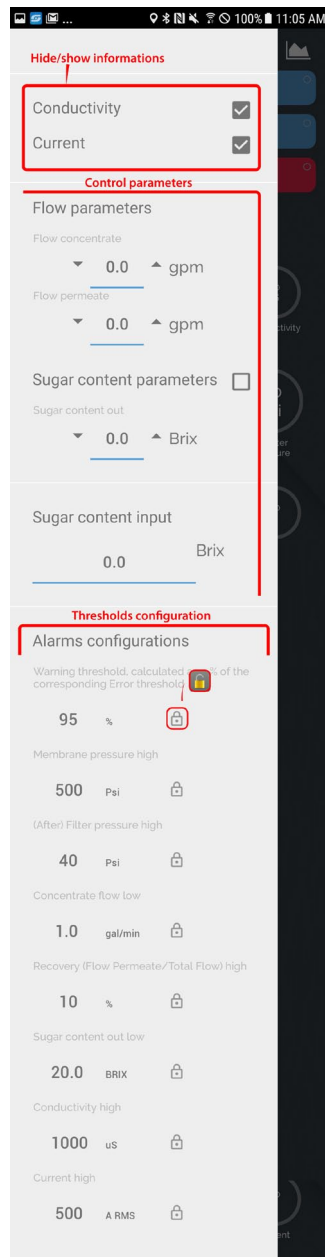 ... 100% 11:05 AM
Hide/show informations
Conductivity
Current
Control parameters
Flow parameters
Flow concentrate
0.0 gpm
Flow permeate
0.0 gpm
Sugar content parameters
Sugar content out
0.0 Brix
Sugar content input
0.0 Brix
Thresholds configuration
Alarms configurations
Warning threshold, calculated % of the
corresponding Error threshold
95 %
Membrane pressure high
500 Psi
(After) Filter pressure high
40 Psi
Concentrate flow low
1.0 gal/min
Recovery (Flow Permeate/Total Flow) high
10 %
Sugar content out low
20.0 BRIX
Conductivity high
1000 uS
Current high
500 A RMS